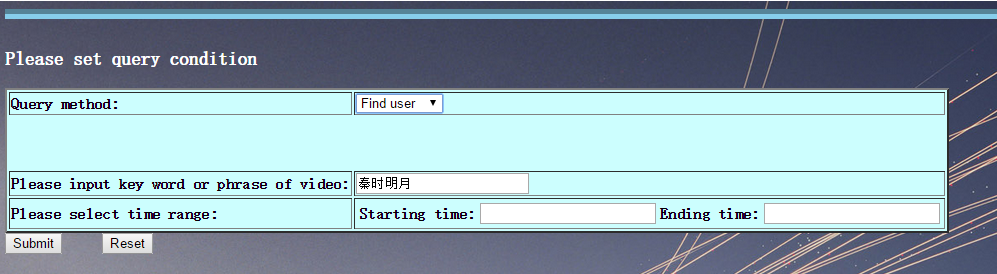 Please set query condition
Query method: Find user
Please input key word or phrase of video: 秦时明月
Please select time range: Starting time: Ending time:
Submit Reset